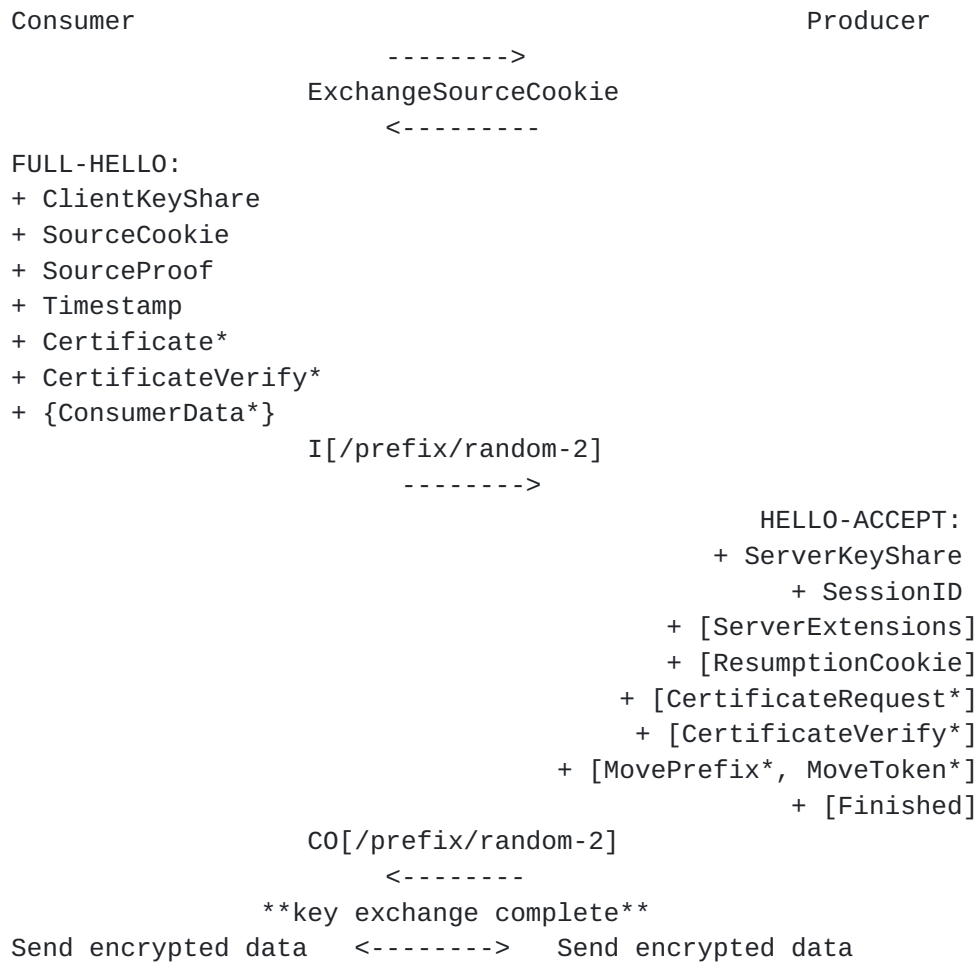 Consumer                                           Producer
                        -------->
                   ExchangeSourceCookie
                        <---------
FULL-HELLO:
+ ClientKeyShare
+ SourceCookie
+ SourceProof
+ Timestamp
+ Certificate*
+ CertificateVerify*
+ {ConsumerData*}
                   I[/prefix/random-2]
                         -------->
                                                HELLO-ACCEPT:
                                             + ServerKeyShare
                                                  + SessionID
                                          + [ServerExtensions]
                                          + [ResumptionCookie]
                                       + [CertificateRequest*]
                                        + [CertificateVerify*]
                                   + [MovePrefix*, MoveToken*]
                                                  + [Finished]
                   CO[/prefix/random-2]
                        <--------
                **key exchange complete**
Send encrypted data   <-------->   Send encrypted data